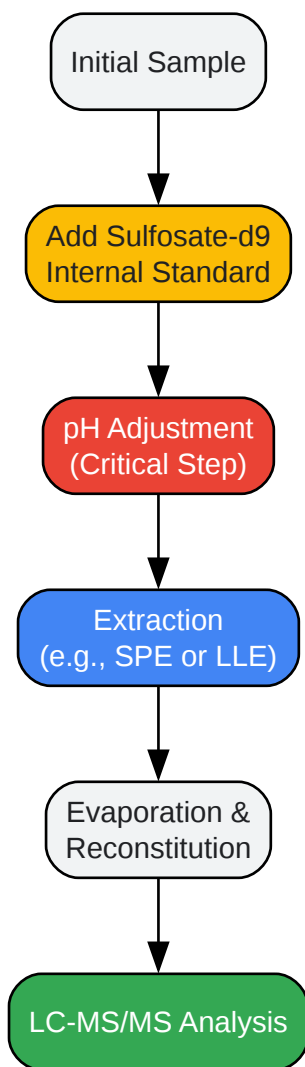 Initial Sample
Add Sulfosate-d9
Internal Standard
pH Adjustment
(Critical Step)
Extraction
(e.g., SPE or LLE)
Evaporation &
Reconstitution
LC-MS/MS Analysis